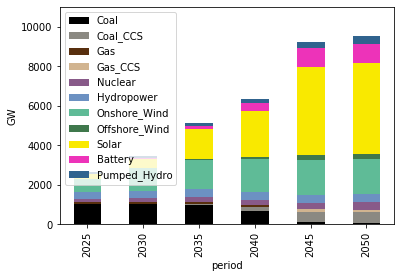 10000
8000
6000
4000
2000
0
GW
Coal
Coal_CCS
Gas
Gas_CCS
Nuclear
Hydropower
Onshore_Wind
Offshore_Wind
Solar
Battery
Pumped_Hydro
2025
2030
2035
2040
2045
2050
period